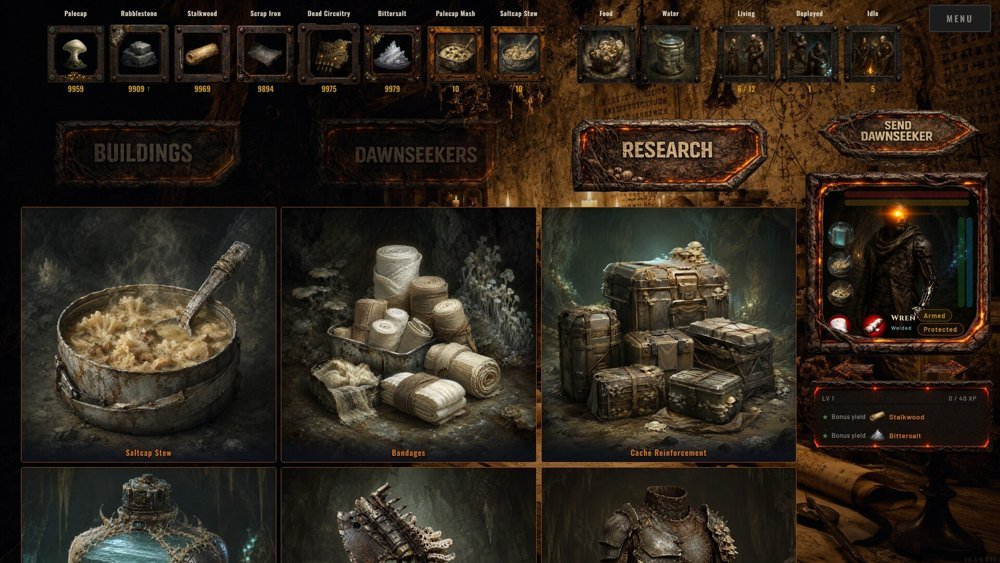 Palecap
Rubblestone
Stalkwood
Scrap Iron
Dead Circuitry
Bittersalt
Palecap Mash
Saltcap Stew
Food
Water
Living
Deployed
Idle
MENU
9959
9909 ↑
9969
9894
9975
9979
10
10
6 / 12
1
5
BUILDINGS
DAWNSEEKERS
RESEARCH
SEND
DAWNSEEKER
Saltcap Stew
Bandages
Cache Reinforcement
WREN
Welded
Armed
Protected
LV 1
0 / 40 XP
Bonus yield
Stalkwood
Bonus yield
Bittersalt